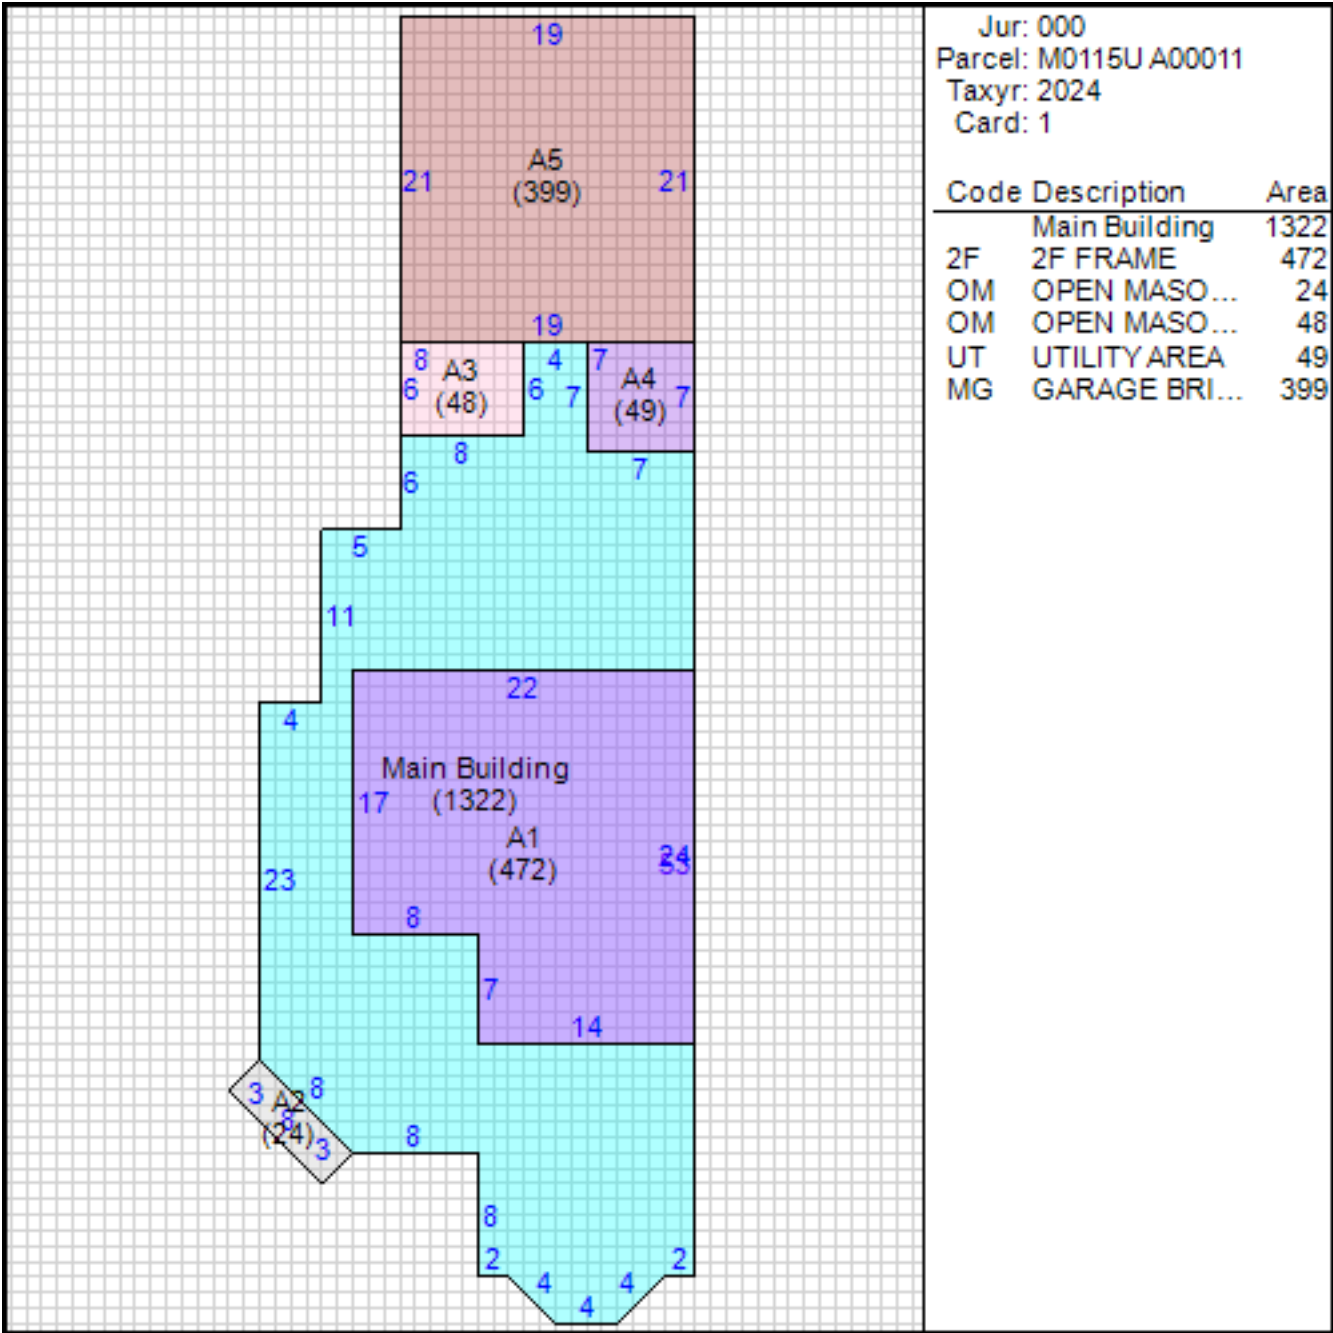 Jur: 000
Parcel: M0115U A00011
Taxyr: 2024
Card: 1
Code Description Area
Main Building 1322
2F 2F FRAME 472
OM OPEN MASO... 24
OM OPEN MASO... 48
UT UTILITY AREA 49
MG GARAGE BRI... 399
19
A5
21 (399) 21
19
8 A3 4 7 A4
6 (48) 6 7 (49) 7
8 7
6
5
11
22
4
Main Building
17 (1322)
A1
24
(472) 53
23
8
7
14
3 A2 8
8
(24) 3 8
8
2 2
4 4
4